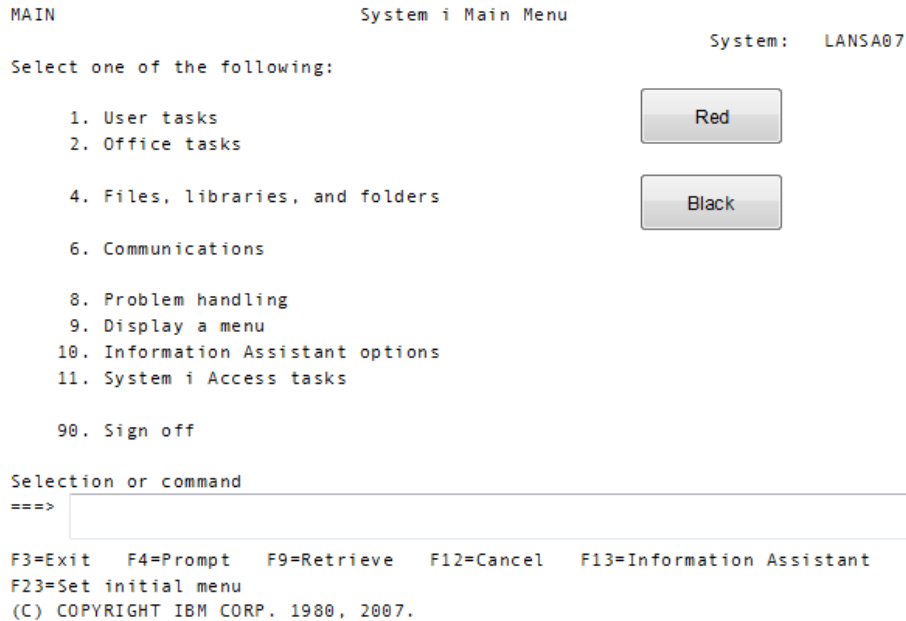 MAIN System i Main Menu
System: LANSA07
Select one of the following:
1. User tasks
Red
2. Office tasks
4. Files, libraries, and folders
Black
6. Communications
8. Problem handling
9. Display a menu
10. Information Assistant options
11. System i Access tasks
90. Sign off
Selection or command
===>
F3=Exit F4=Prompt F9=Retrieve F12=Cancel F13=Information Assistant
F23=Set initial menu
(C) COPYRIGHT IBM CORP. 1980, 2007.